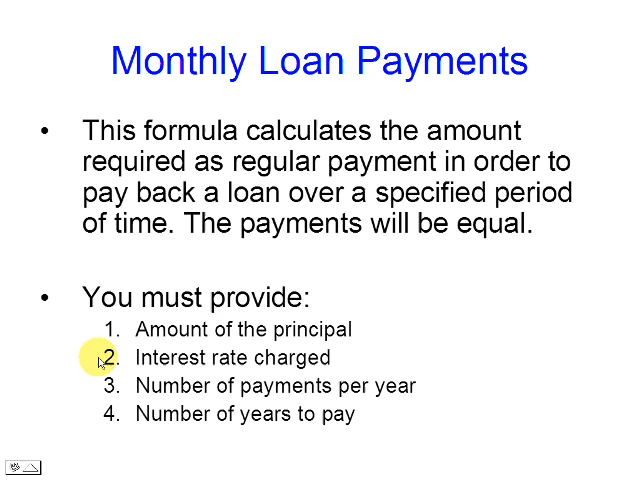 Monthly Loan Payments
• This formula calculates the amount
required as regular payment in order to
pay back a loan over a specified period
of time. The payments will be equal.
• You must provide:
1. Amount of the principal
2. Interest rate charged
3. Number of payments per year
4. Number of years to pay